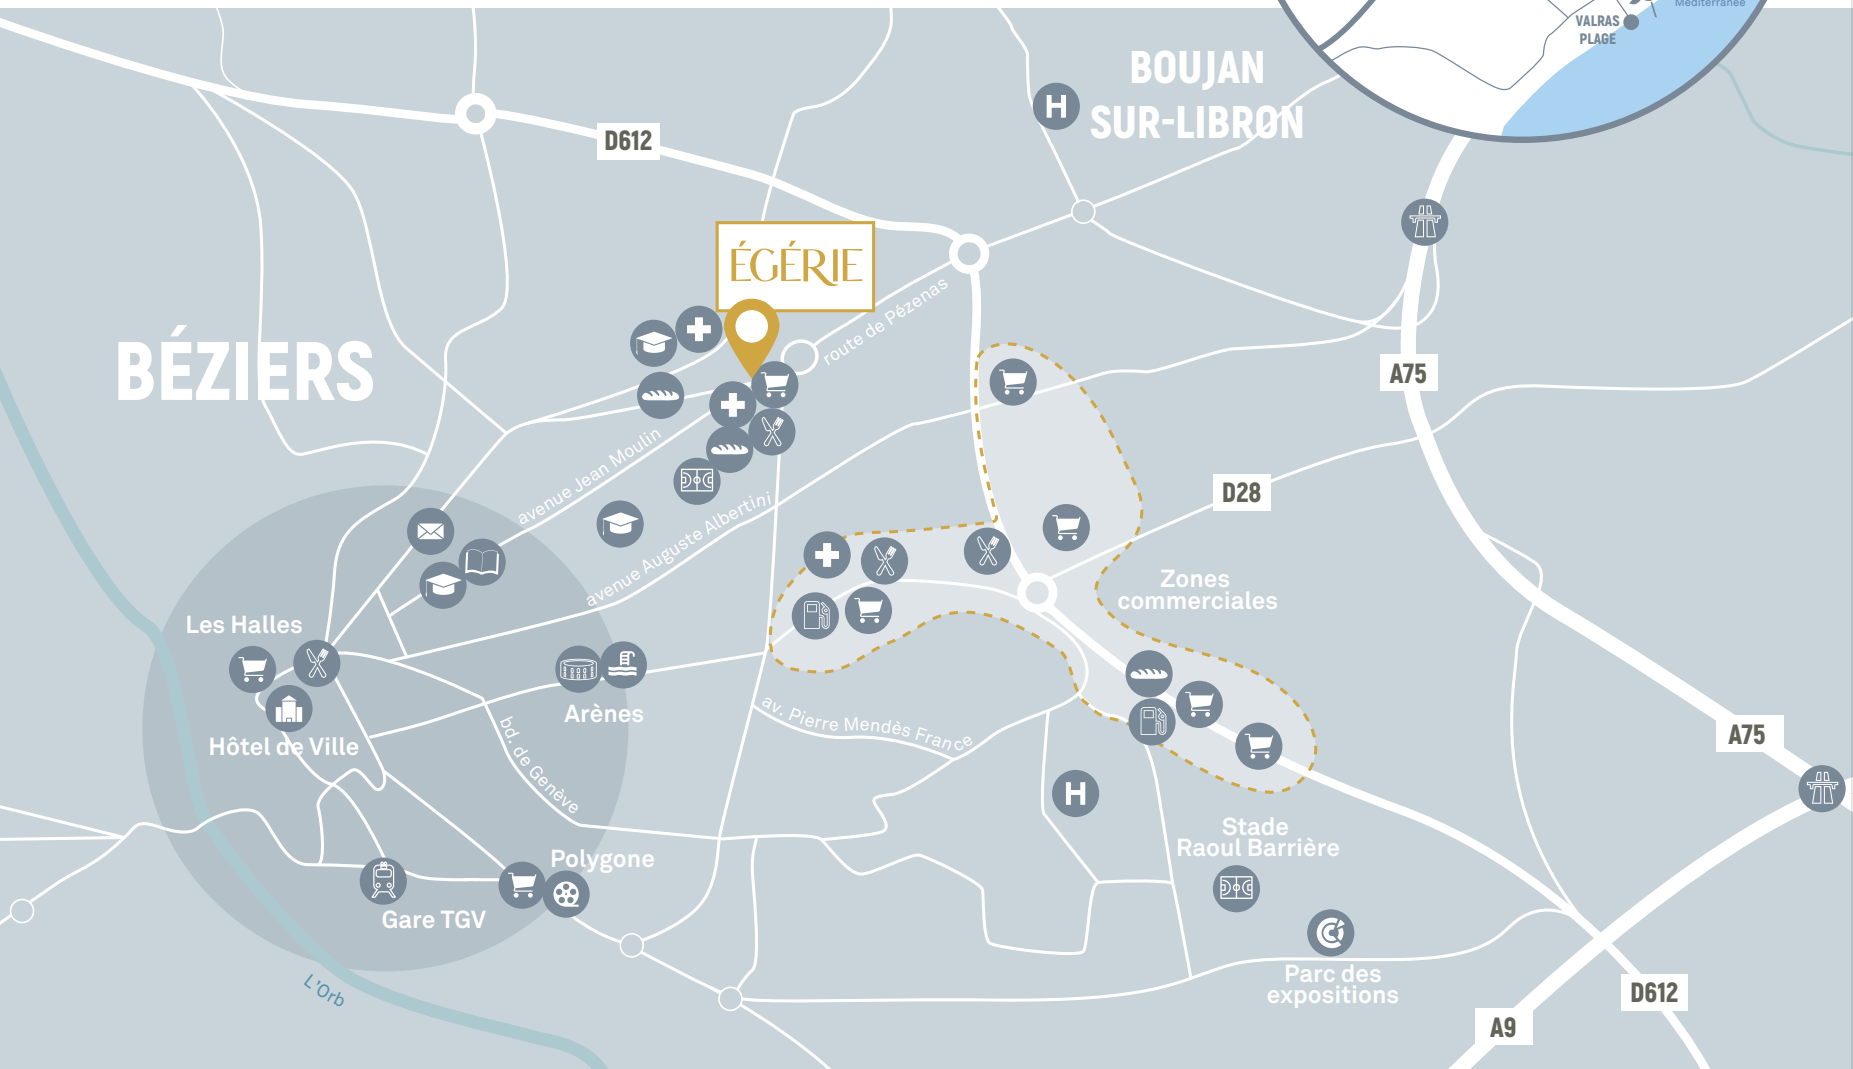 Méditerranée
VALRAS
PLAGE
BOUJAN
SUR-LIBRON
H
D612
ÉGÉRIE
route de Pézenas
BÉZIERS
A75
avenue Jean Moulin
D28
avenue Auguste Albertini
Zones
commerciales
Les Halles
Arènes
av. Pierre Mendès France
bd. de Genève
Hôtel de Ville
A75
H
Stade
Raoul Barrière
Polygone
Gare TGV
L'Orb
Parc des
expositions
D612
A9